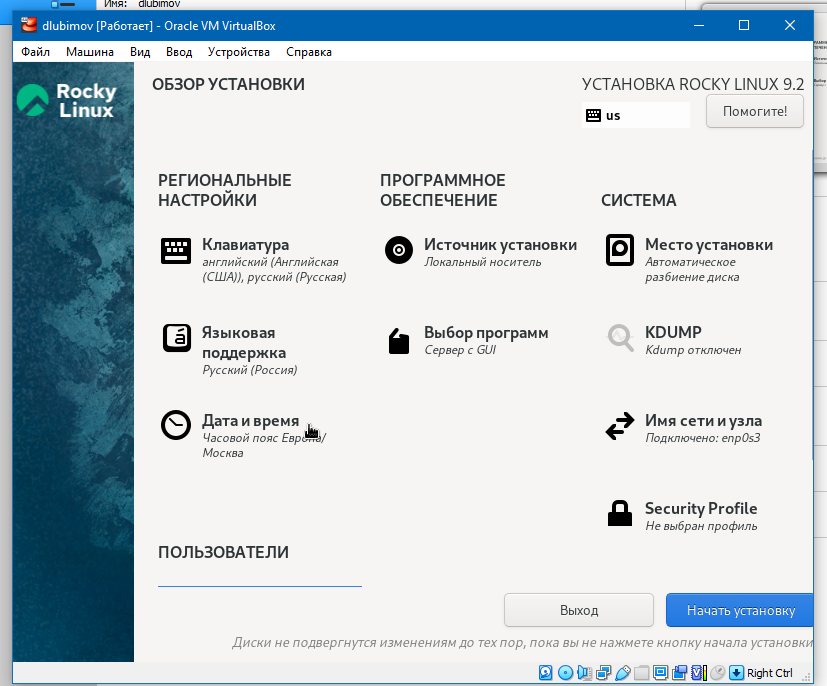 Имя: dlubimov
dlubimov [Работает] - Oracle VM VirtualBox
Файл Машина Вид Ввод Устройства Справка
Rocky
Linux
ОБЗОР УСТАНОВКИ
УСТАНОВКА ROCKY LINUX 9.2
us
Помогите!
РЕГИОНАЛЬНЫЕ
НАСТРОЙКИ
Клавиатура
английский (Английская
(США)), русский (Русская)
Языковая
поддержка
Русский (Россия)
Дата и время
Часовой пояс Европа/
Москва
ПРОГРАММНОЕ
ОБЕСПЕЧЕНИЕ
Источник установки
Локальный носитель
Выбор программ
Сервер с GUI
СИСТЕМА
Место установки
Автоматическое
разбиение диска
KDUMP
Kdump отключен
Имя сети и узла
Подключено: enp0s3
Security Profile
Не выбран профиль
ПОЛЬЗОВАТЕЛИ
Выход
Начать установку
Диски не подвергнутся изменениям до тех пор, пока вы не нажмете кнопку начала установки
Right Ctrl